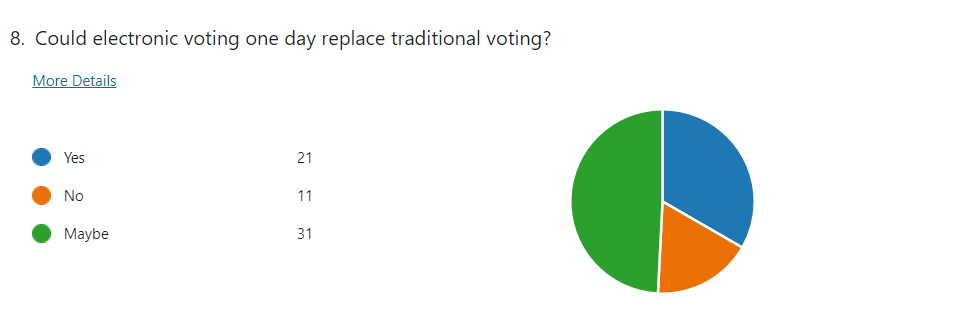 8. Could electronic voting one day replace traditional voting?
More Details
Yes 21
No 11
Maybe 31